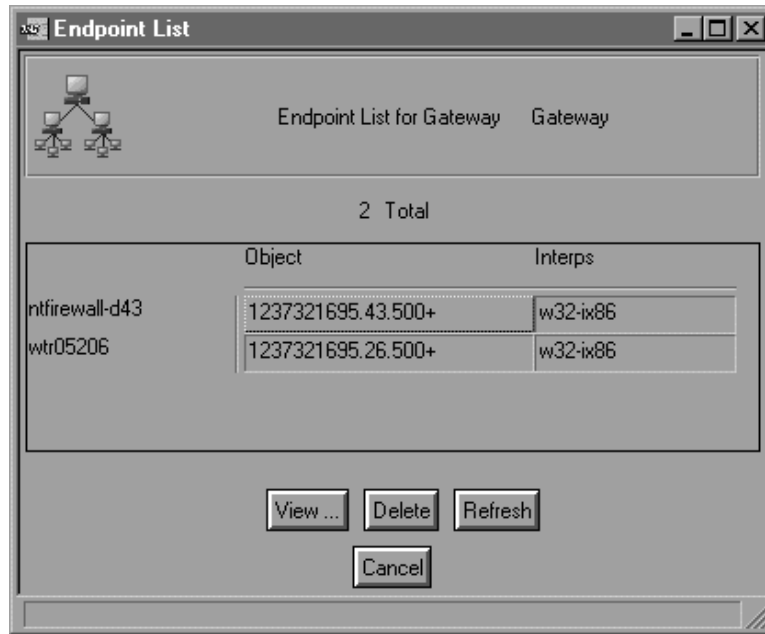 Endpoint List
Endpoint List for Gateway Gateway
2 Total
Object Interps
ntfirewall-d43 1237321695.43.500+ w32-ix86
wtr05206 1237321695.26.500+ w32-ix86
View ... Delete Refresh
Cancel